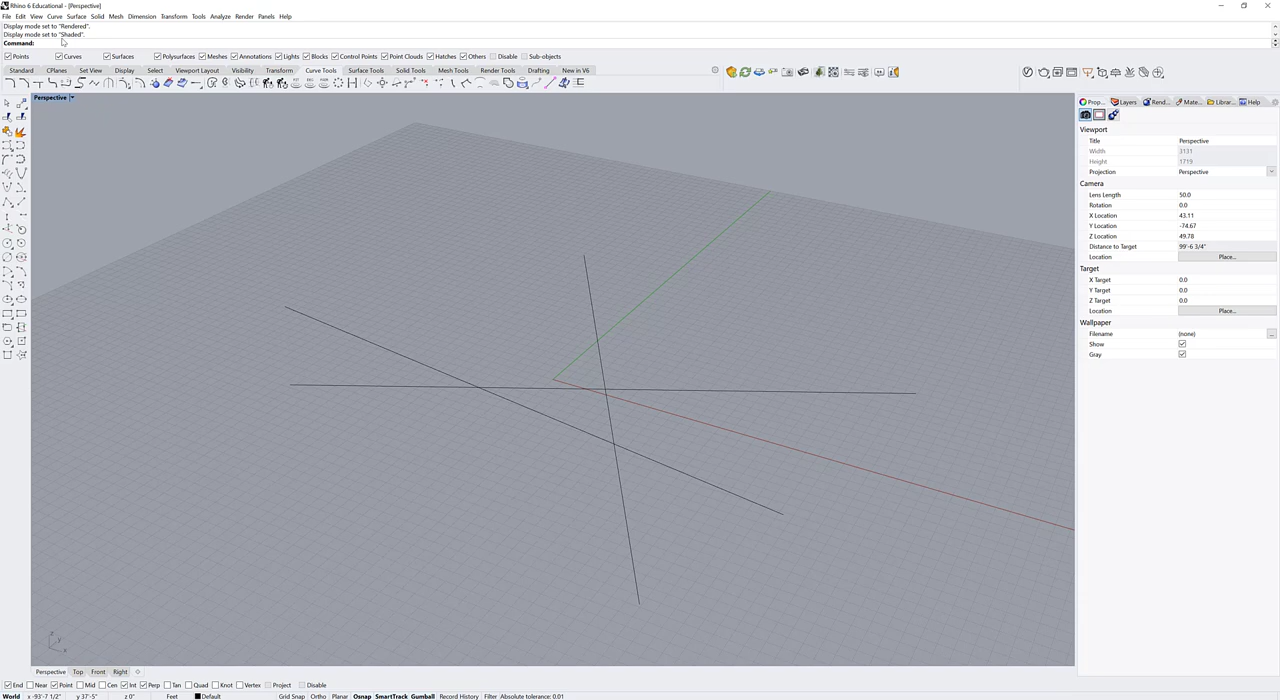 Rhino 6 Educational - [Perspective]
File Edit View Curve Surface Solid Mesh Dimension Transform Tools Analyze Render Panels Help
Display mode set to "Rendered".
Display mode set to "Shaded".
Command:
Points Curves Surfaces Polysurfaces Meshes Annotations Lights Blocks Control Points Point Clouds Hatches Others Disable Sub-objects
Standard CPlanes Set View Display Select Viewport Layout Visibility Transform Curve Tools Surface Tools Solid Tools Mesh Tools Render Tools Drafting New in V6
Perspective
Prop... Layers Rend... Mate... Librar... Help
Viewport
Title Perspective
Width 3131
Height 1719
Projection Perspective
Camera
Lens Length 50.0
Rotation 0.0
X Location 43.11
Y Location -74.67
Z Location 49.78
Distance to Target 99'-6 3/4"
Location Place...
Target
X Target 0.0
Y Target 0.0
Z Target 0.0
Location Place...
Wallpaper
Filename (none) ...
Show
Gray
z
y
x
Perspective Top Front Right
End Near Point Mid Cen Int Perp Tan Quad Knot Vertex Project Disable
World x -93'-7 1/2" y 37'-5" z 0" Feet Default Grid Snap Ortho Planar Osnap SmartTrack Gumball Record History Filter Absolute tolerance: 0.01